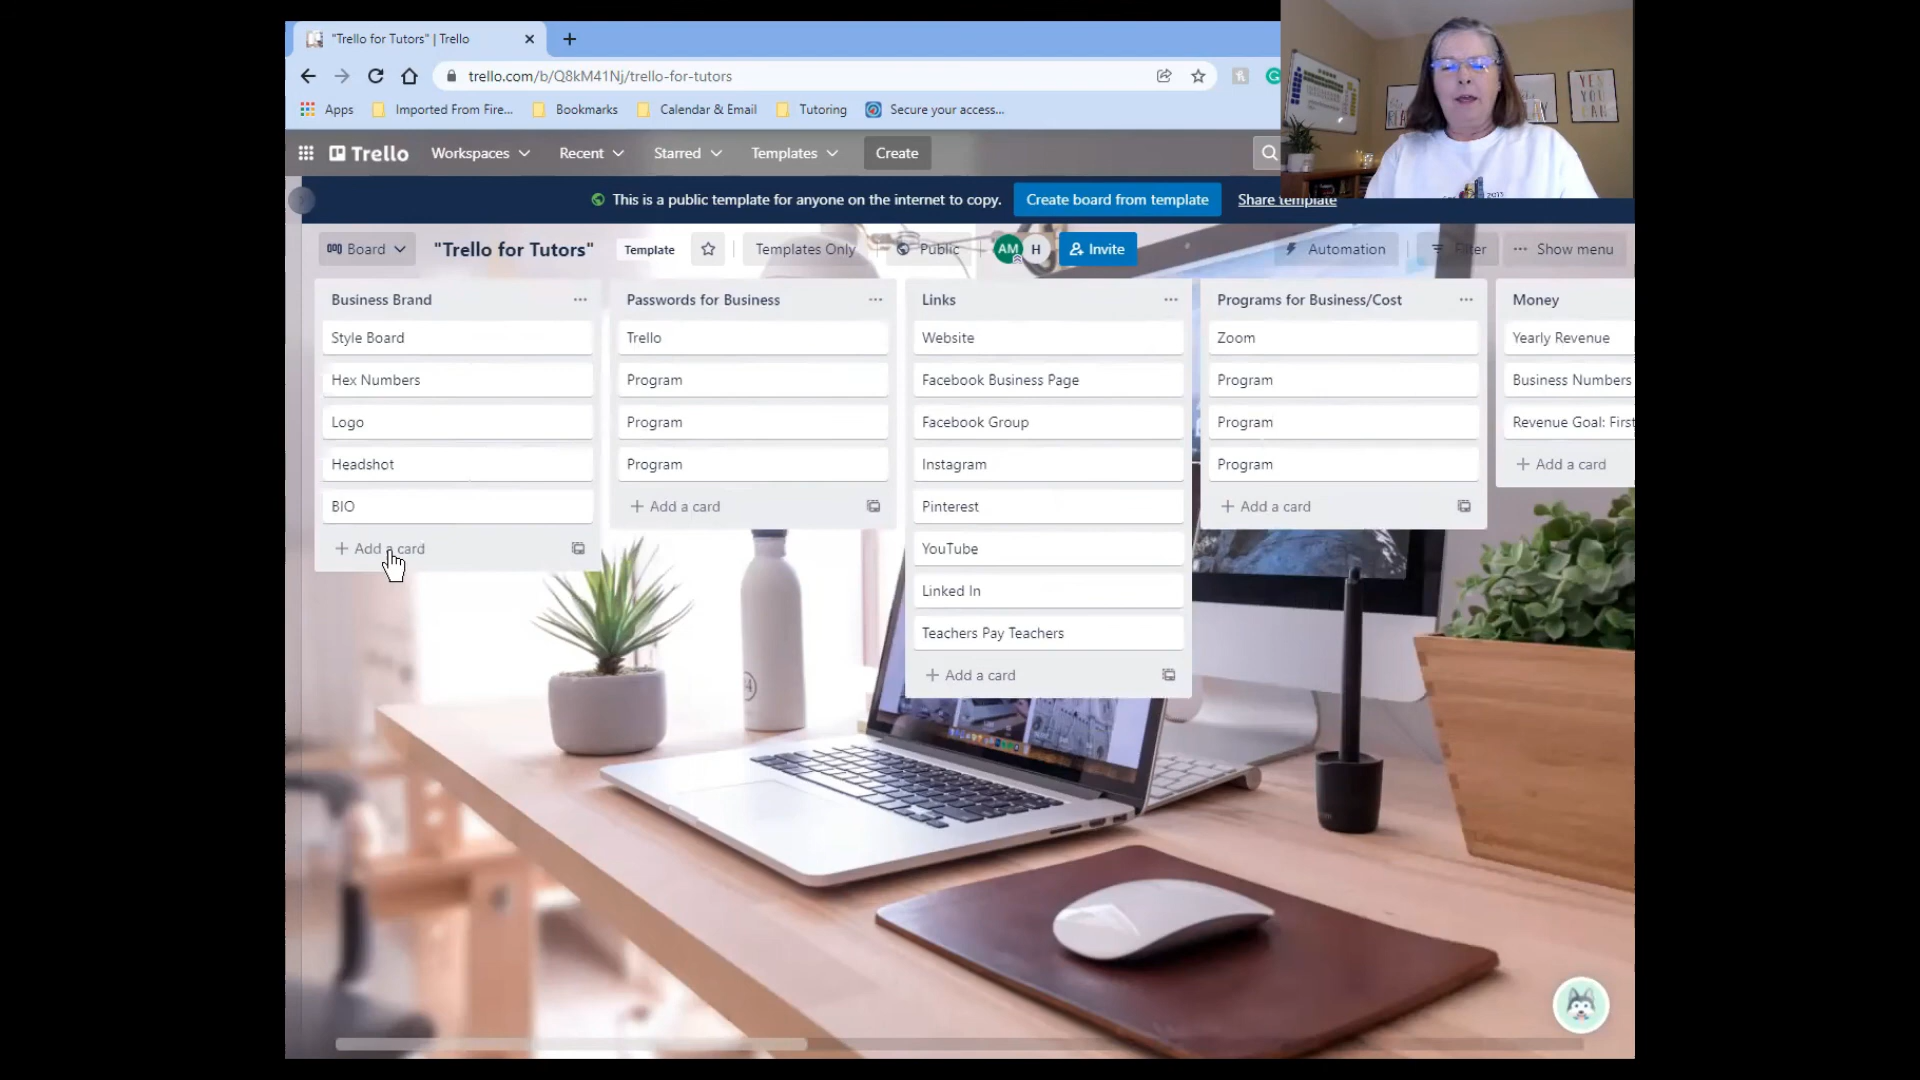 "Trello for Tutors" | Trello
trello.com/b/Q8kM41Nj/trello-for-tutors
Apps
Imported From Fire...
Bookmarks
Calendar & Email
Tutoring
Secure your access...
Trello
Workspaces
Recent
Starred
Templates
Create
This is a public template for anyone on the internet to copy.
Create board from template
Share template
Board
"Trello for Tutors"
Template
Templates Only
Public
AM
H
Invite
Automation
Filter
Show menu
Business Brand
Style Board
Hex Numbers
Logo
Headshot
BIO
+ Add a card
Passwords for Business
Trello
Program
Program
Program
+ Add a card
Links
Website
Facebook Business Page
Facebook Group
Instagram
Pinterest
YouTube
Linked In
Teachers Pay Teachers
+ Add a card
Programs for Business/Cost
Zoom
Program
Program
Program
+ Add a card
Money
Yearly Revenue
Business Numbers
Revenue Goal: First
+ Add a card
YES
YOU
CAN